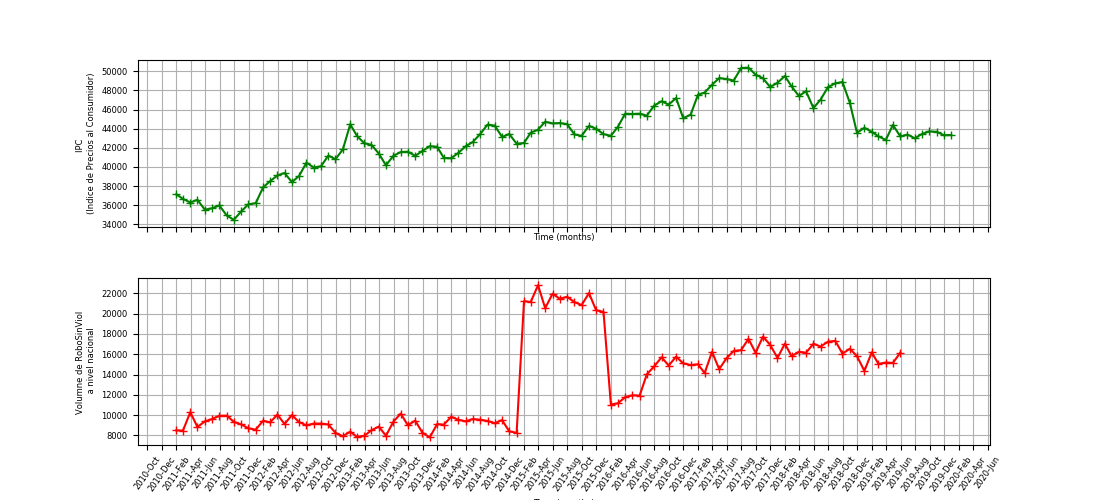 50000
48000
46000
44000
42000
40000
38000
36000
34000
IPC
(Indice de Precios al Consumidor)
Time (months)
22000
20000
18000
16000
14000
12000
10000
8000
Volumne de RoboSinViol
a nivel inacional
2010-Oct
2010-Dec
2011-Feb
2011-Apr
2011-Jun
2011-Aug
2011-Oct
2011-Dec
2012-Feb
2012-Apr
2012-Jun
2012-Aug
2012-Oct
2012-Dec
2013-Feb
2013-Apr
2013-Jun
2013-Aug
2013-Oct
2013-Dec
2014-Feb
2014-Apr
2014-Jun
2014-Aug
2014-Oct
2014-Dec
2015-Feb
2015-Apr
2015-Jun
2015-Aug
2015-Oct
2015-Dec
2016-Feb
2016-Apr
2016-Jun
2016-Aug
2016-Oct
2016-Dec
2017-Feb
2017-Apr
2017-Jun
2017-Aug
2017-Oct
2017-Dec
2018-Feb
2018-Apr
2018-Jun
2018-Aug
2018-Oct
2018-Dec
2019-Feb
2019-Apr
2019-Jun
2019-Aug
2019-Oct
2019-Dec
2020-Feb
2020-Apr
2020-Jun